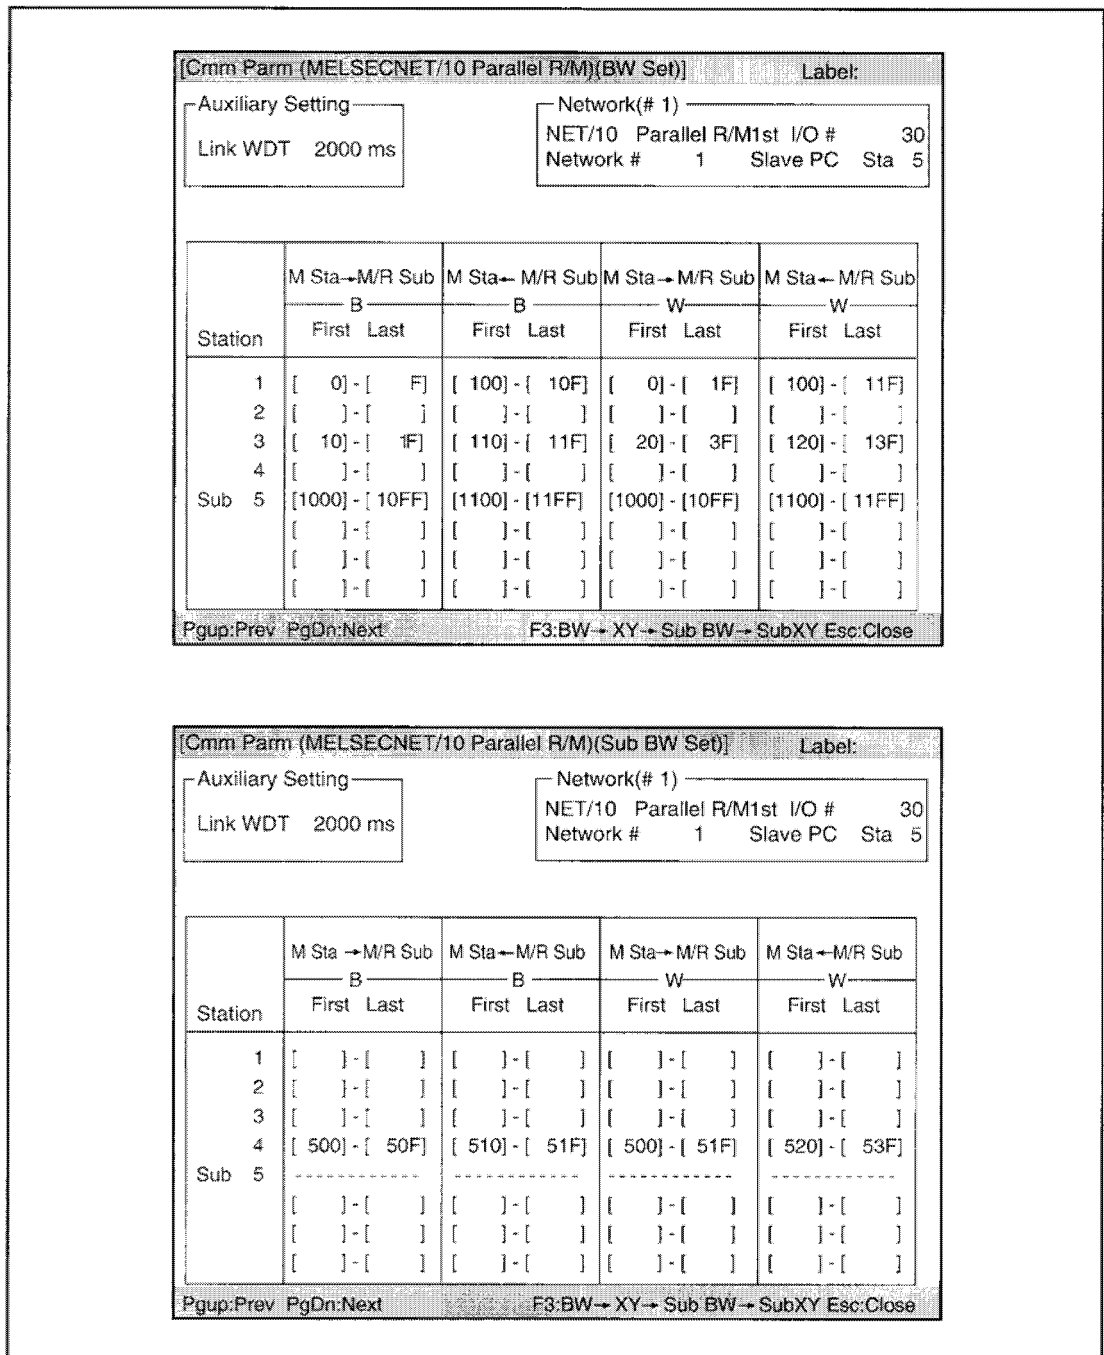 [Cmm Parm (MELSECNET/10 Parallel R/M)(BW Set)] Label:
Auxiliary Setting
Link WDT 2000 ms
Network(# 1)
NET/10 Parallel R/M1st I/O # 30
Network # 1 Slave PC Sta 5
M Sta→M/R Sub M Sta← M/R Sub M Sta→M/R Sub M Sta← M/R Sub
B B W W
Station First Last First Last First Last First Last
1 [ 0] - [ F] [ 100] - [ 10F] [ 0] - [ 1F] [ 100] - [ 11F]
2 [ ] - [ ] [ ] - [ ] [ ] - [ ] [ ] - [ ]
3 [ 10] - [ 1F] [ 110] - [ 11F] [ 20] - [ 3F] [ 120] - [ 13F]
4 [ ] - [ ] [ ] - [ ] [ ] - [ ] [ ] - [ ]
Sub 5 [1000] - [ 10FF] [1100] - [11FF] [1000] - [10FF] [1100] - [ 11FF]
[ ] - [ ] [ ] - [ ] [ ] - [ ] [ ] - [ ]
[ ] - [ ] [ ] - [ ] [ ] - [ ] [ ] - [ ]
[ ] - [ ] [ ] - [ ] [ ] - [ ] [ ] - [ ]
Pgup:Prev PgDn:Next F3:BW→ XY→ Sub BW→ SubXY Esc:Close
[Cmm Parm (MELSECNET/10 Parallel R/M)(Sub BW Set)] Label:
Auxiliary Setting
Link WDT 2000 ms
Network(# 1)
NET/10 Parallel R/M1st I/O # 30
Network # 1 Slave PC Sta 5
M Sta →M/R Sub M Sta←M/R Sub M Sta→M/R Sub M Sta←M/R Sub
B B W W
Station First Last First Last First Last First Last
1 [ ] - [ ] [ ] - [ ] [ ] - [ ] [ ] - [ ]
2 [ ] - [ ] [ ] - [ ] [ ] - [ ] [ ] - [ ]
3 [ ] - [ ] [ ] - [ ] [ ] - [ ] [ ] - [ ]
4 [ 500] - [ 50F] [ 510] - [ 51F] [ 500] - [ 51F] [ 520] - [ 53F]
Sub 5 ------------ ------------ ------------ ------------
[ ] - [ ] [ ] - [ ] [ ] - [ ] [ ] - [ ]
[ ] - [ ] [ ] - [ ] [ ] - [ ] [ ] - [ ]
[ ] - [ ] [ ] - [ ] [ ] - [ ] [ ] - [ ]
Pgup:Prev PgDn:Next F3:BW→ XY→ Sub BW→ SubXY Esc:Close